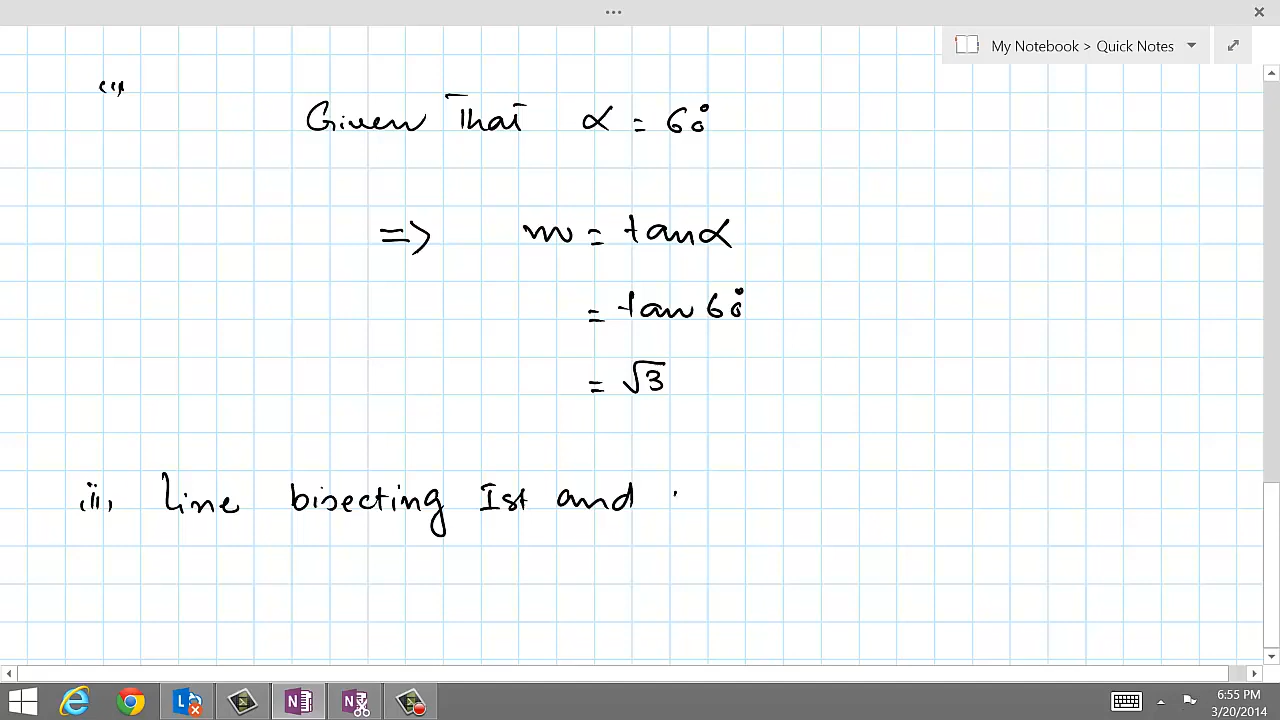 My Notebook > Quick Notes
(i)
Given That α = 60°
=> m = tanα
= tan 60°
= √3
ii, Line bisecting Ist and
6:55 PM
3/20/2014